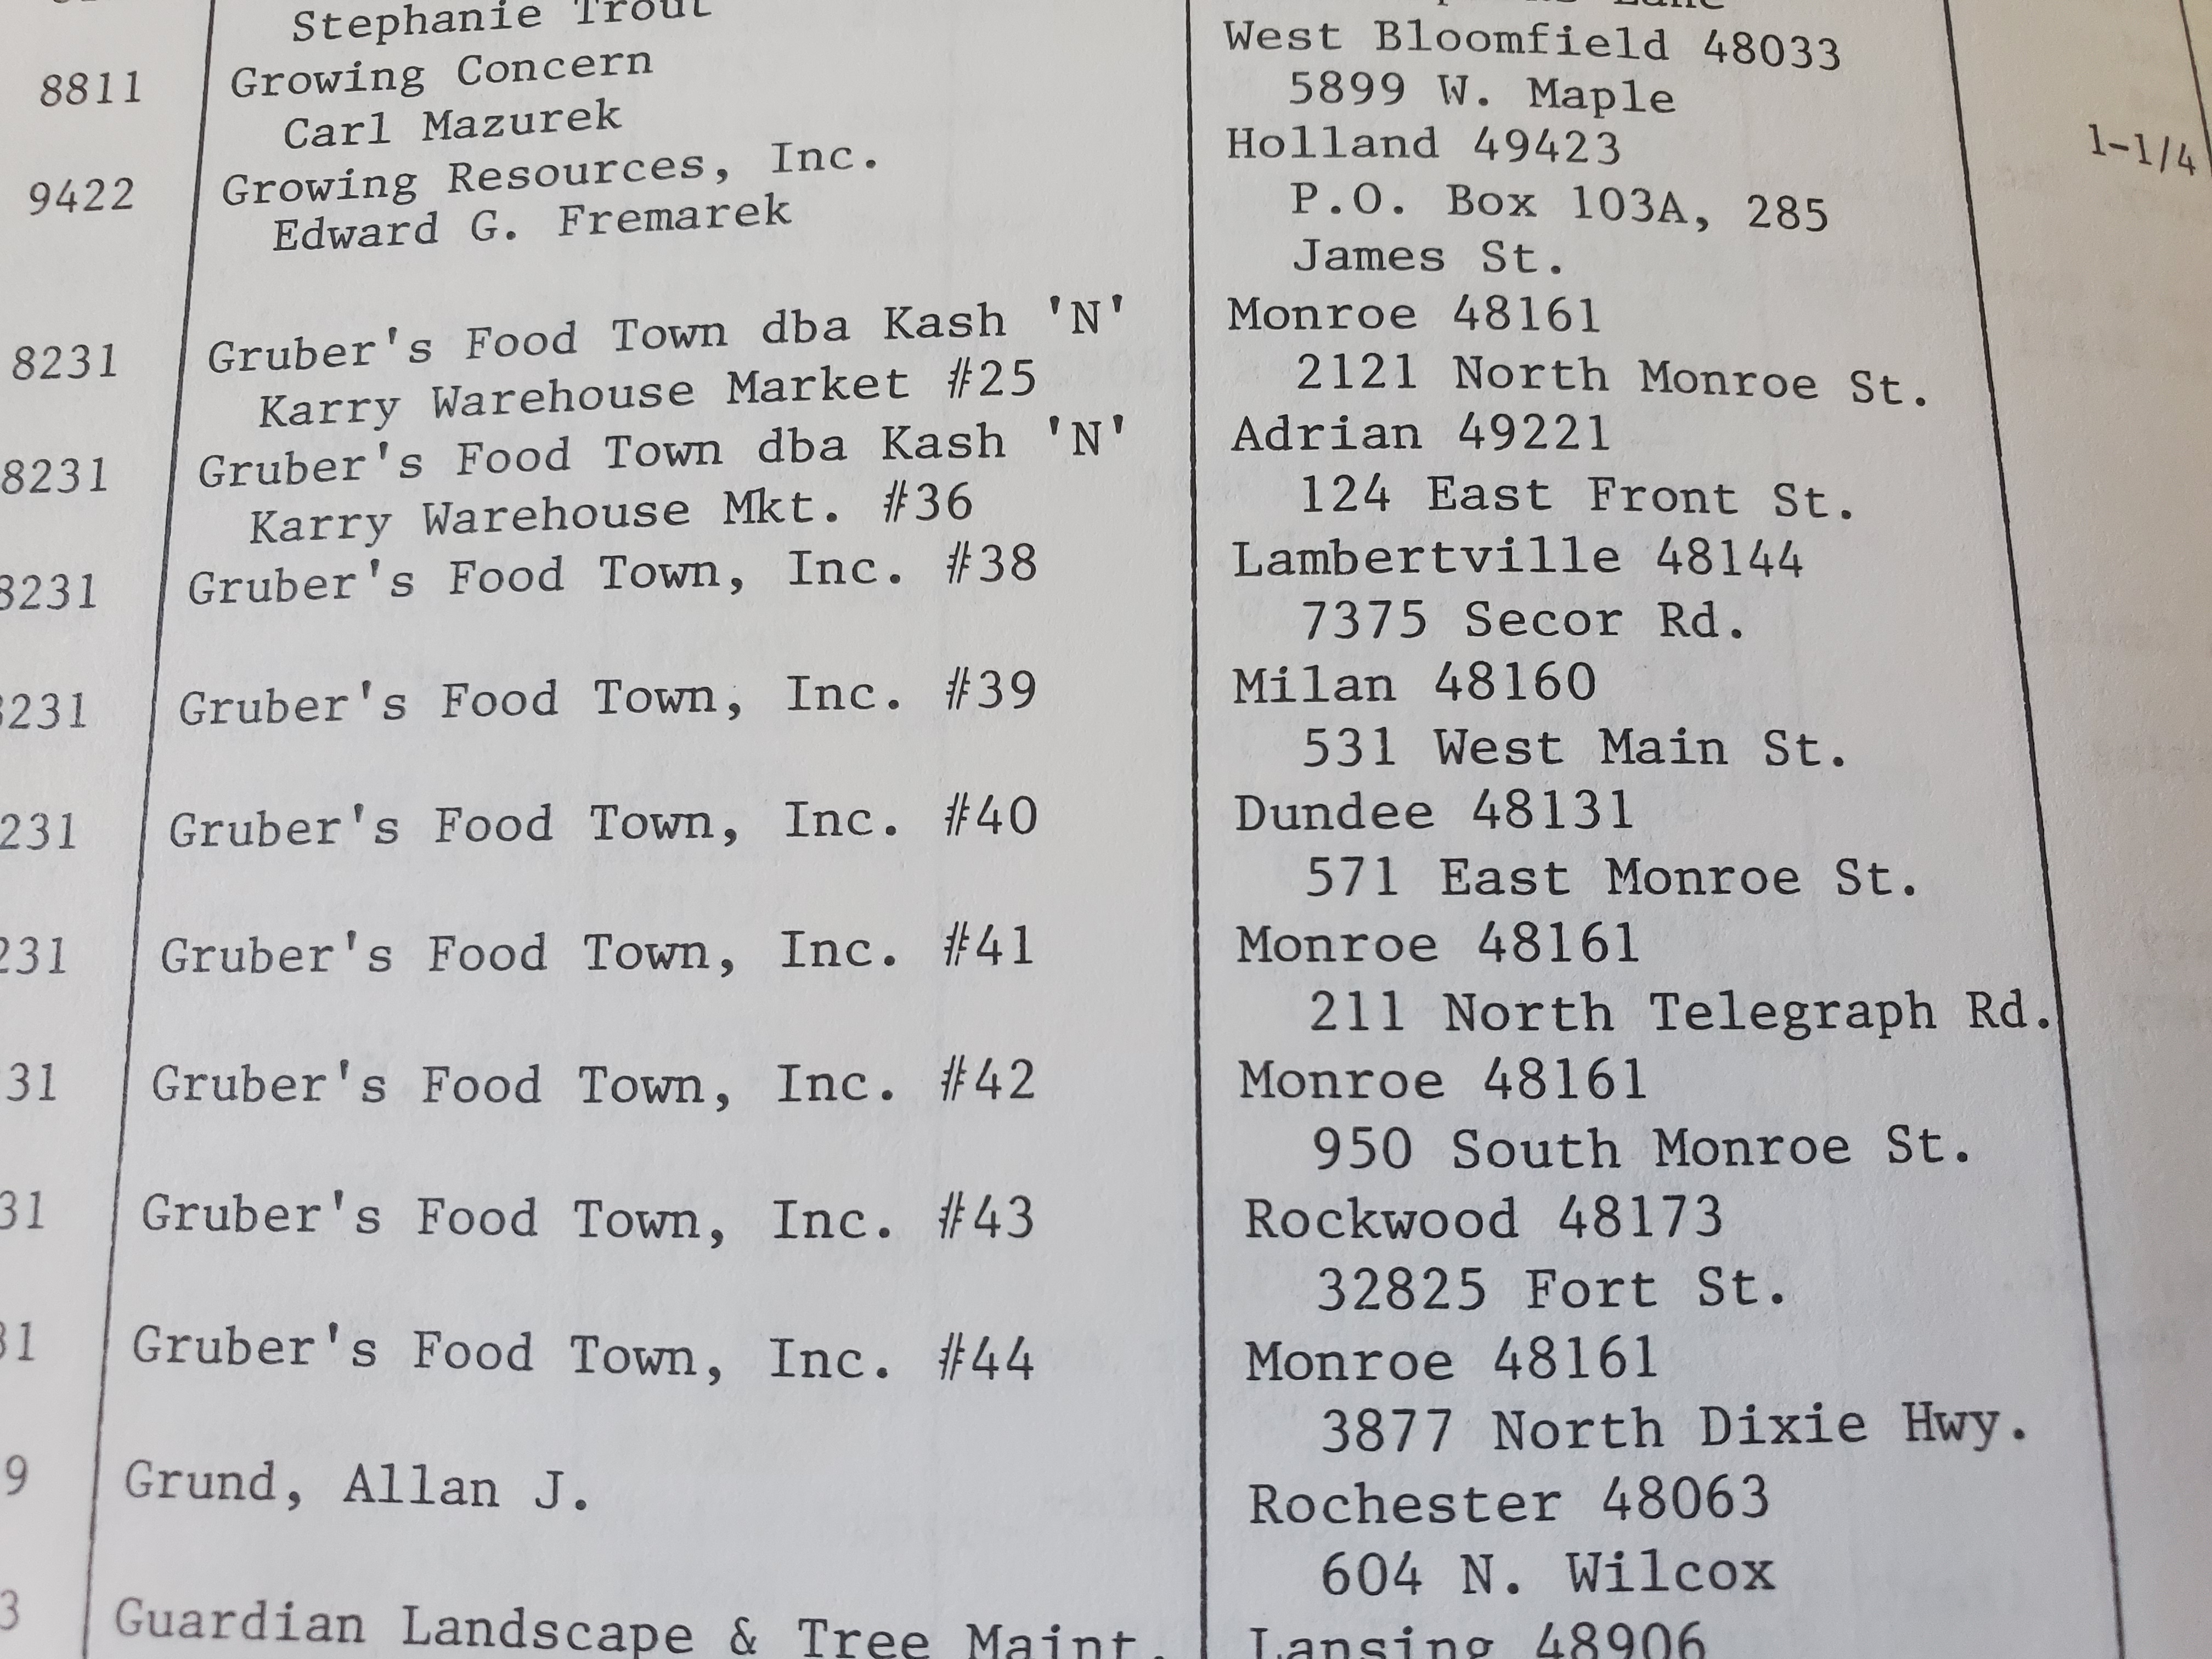 Stephanie Trout
8811 Growing Concern
Carl Mazurek
9422 Growing Resources, Inc.
Edward G. Fremarek
8231 Gruber's Food Town dba Kash 'N'
Karry Warehouse Market #25
8231 Gruber's Food Town dba Kash 'N'
Karry Warehouse Mkt. #36
8231 Gruber's Food Town, Inc. #38
231 Gruber's Food Town, Inc. #39
231 Gruber's Food Town, Inc. #40
231 Gruber's Food Town, Inc. #41
31 Gruber's Food Town, Inc. #42
31 Gruber's Food Town, Inc. #43
31 Gruber's Food Town, Inc. #44
9 Grund, Allan J.
3 Guardian Landscape & Tree Maint.
Lane
West Bloomfield 48033
5899 W. Maple
Holland 49423
P.O. Box 103A, 285
James St.
Monroe 48161
2121 North Monroe St.
Adrian 49221
124 East Front St.
Lambertville 48144
7375 Secor Rd.
Milan 48160
531 West Main St.
Dundee 48131
571 East Monroe St.
Monroe 48161
211 North Telegraph Rd.
Monroe 48161
950 South Monroe St.
Rockwood 48173
32825 Fort St.
Monroe 48161
3877 North Dixie Hwy.
Rochester 48063
604 N. Wilcox
Lansing 48906
1-1/4